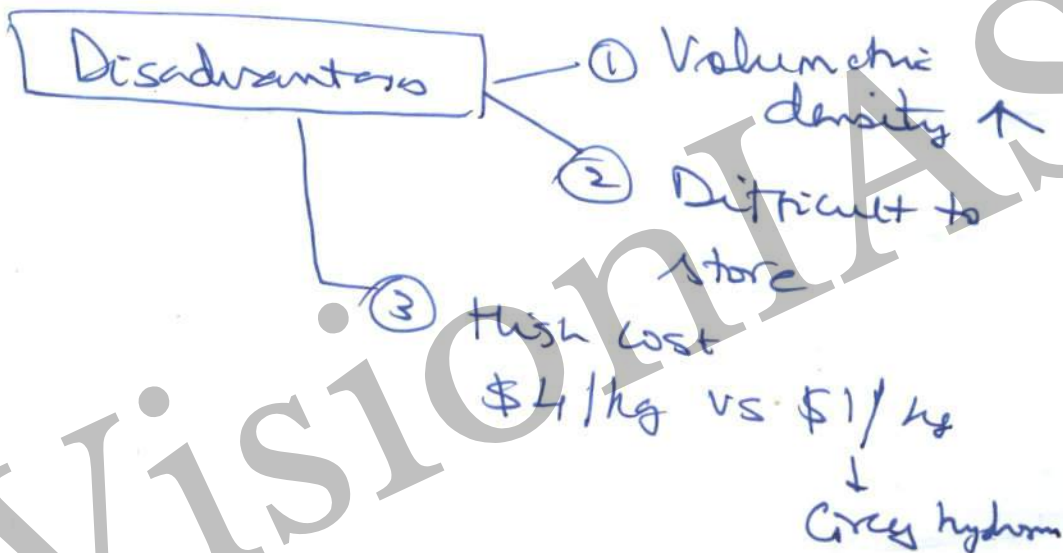 Disadvantages
① Volumetric
density ↑
② Difficult to
store
③ High cost
$4/kg vs $1/kg
↓
Grey hydrogen
VisionIAS